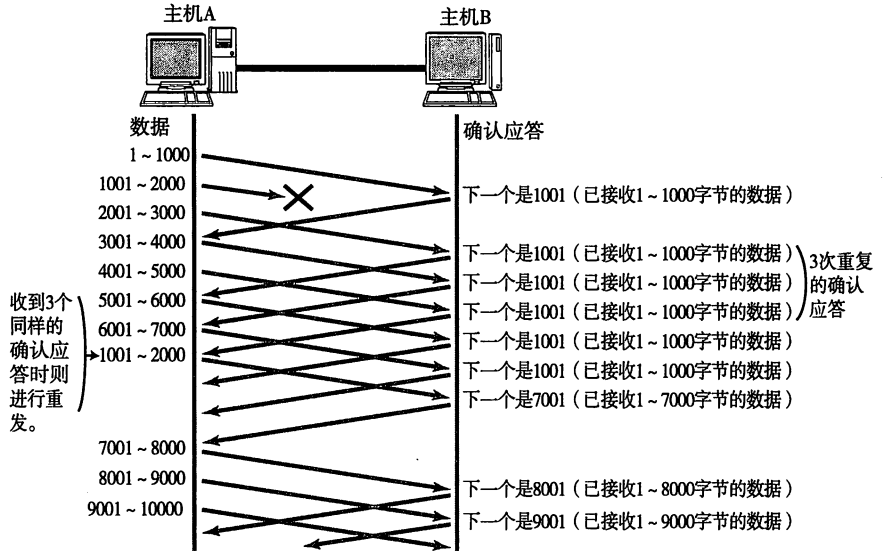 主机A
主机B
数据
确认应答
1~1000
1001~2000
2001~3000
3001~4000
4001~5000
5001~6000
6001~7000
1001~2000
7001~8000
8001~9000
9001~10000
收到3个
同样的
确认应
答时则
进行重
发。
下一个是1001（已接收1~1000字节的数据）
下一个是1001（已接收1~1000字节的数据）
下一个是1001（已接收1~1000字节的数据）
下一个是1001（已接收1~1000字节的数据）
下一个是1001（已接收1~1000字节的数据）
下一个是1001（已接收1~1000字节的数据）
下一个是7001（已接收1~7000字节的数据）
下一个是8001（已接收1~8000字节的数据）
下一个是9001（已接收1~9000字节的数据）
3次重复
的确认
应答